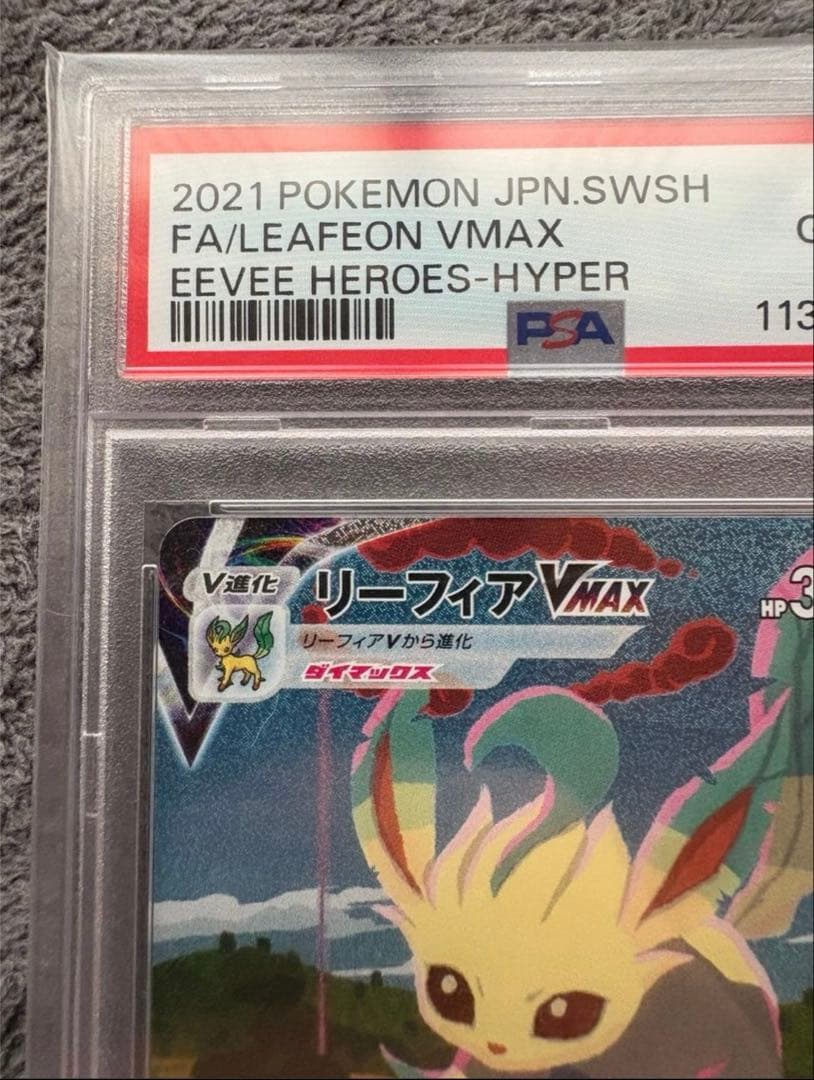 2021 POKEMON JPN.SWSH
FA/LEAFEON VMAX
EEVEE HEROES-HYPER
PSA
113
V進化
リーフィアVMAX
HP3
リーフィアVから進化
ダイマックス